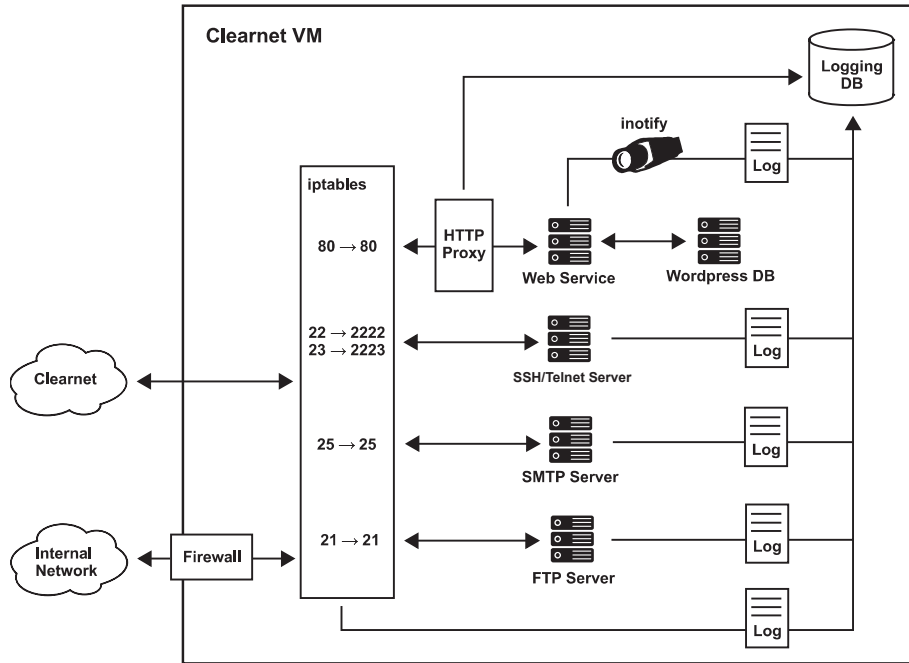 Clearnet VM
Logging
DB
inotify
Log
iptables
HTTP
Proxy
80 → 80
Web Service
Wordpress DB
22 → 2222
23 → 2223
SSH/Telnet Server
Log
Clearnet
25 → 25
SMTP Server
Log
Internal
Network
Firewall
21 → 21
FTP Server
Log
Log